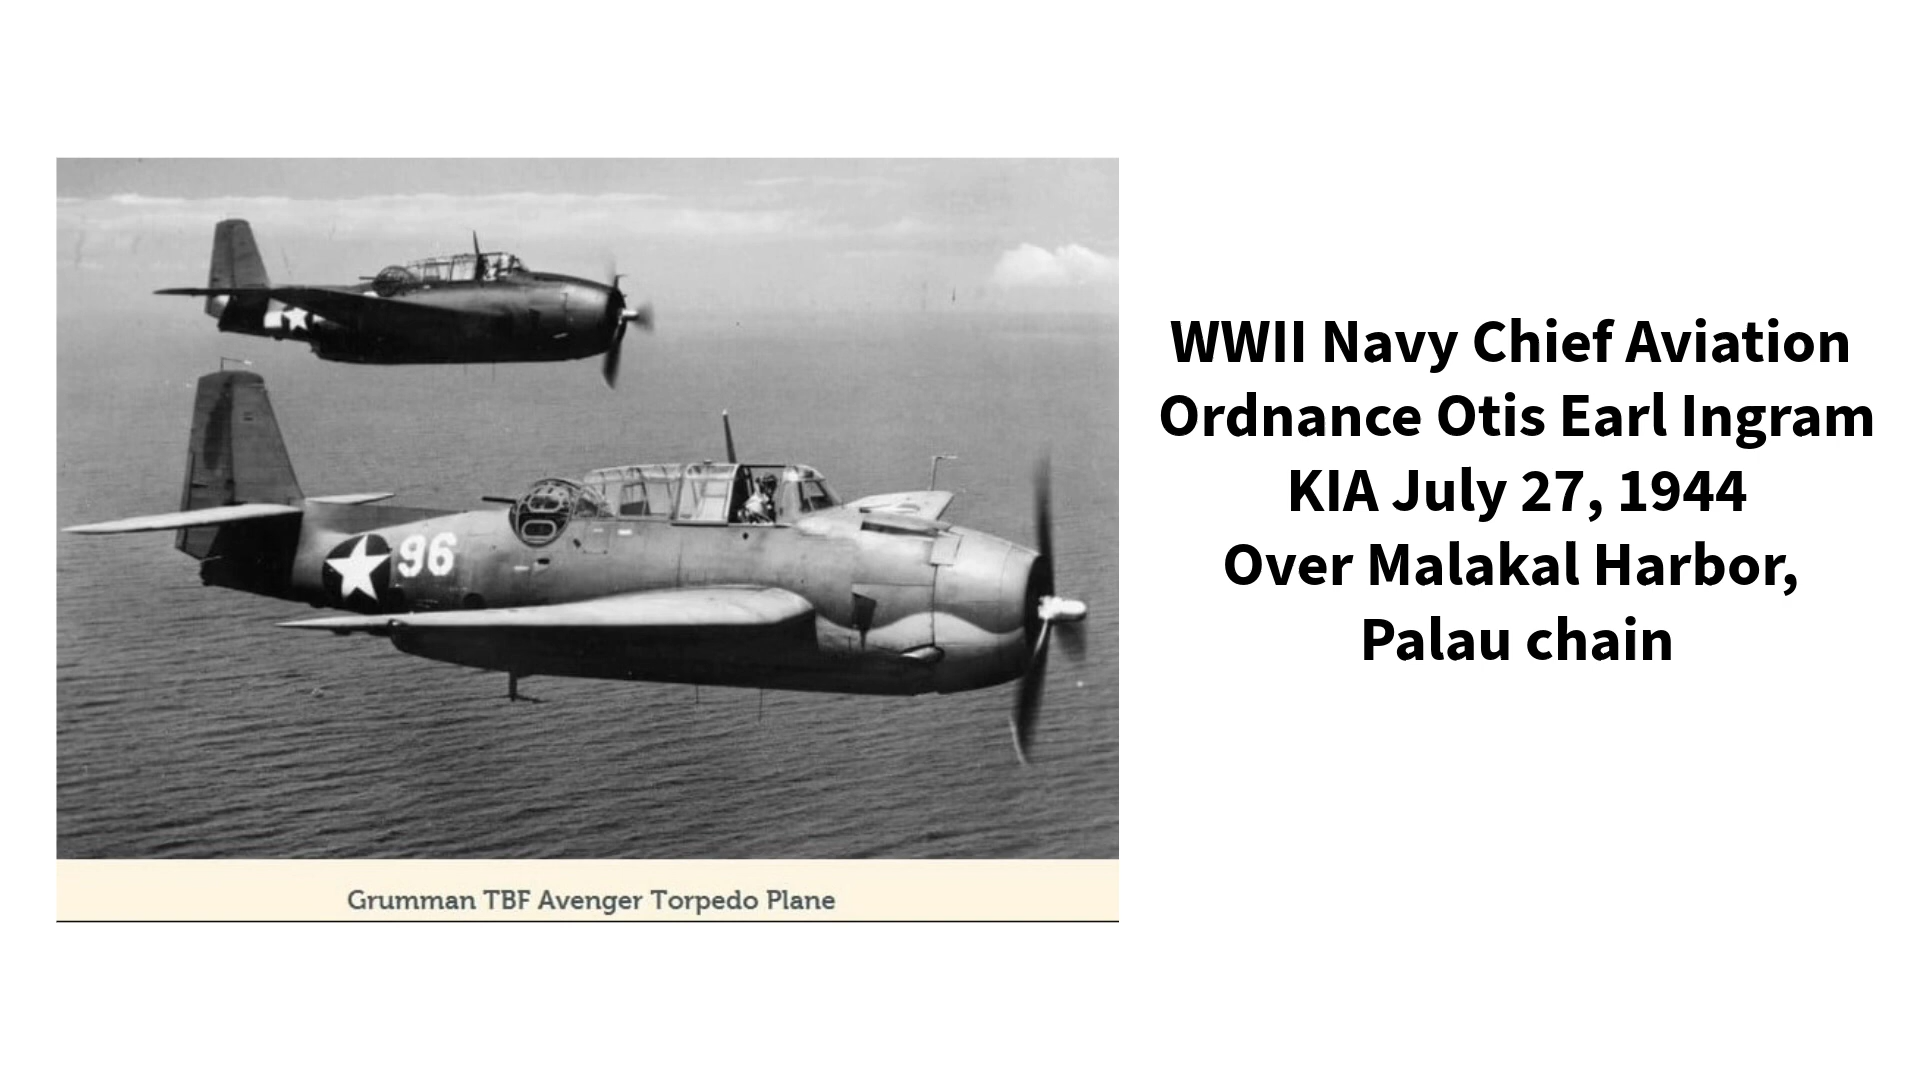 96
Grumman TBF Avenger Torpedo Plane
WWII Navy Chief Aviation
Ordnance Otis Earl Ingram
KIA July 27, 1944
Over Malakal Harbor,
Palau chain